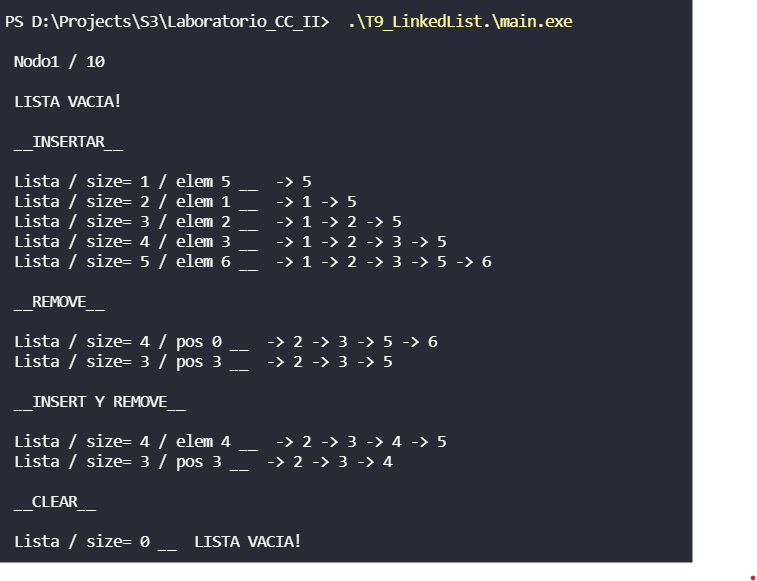 PS D:\Projects\S3\Laboratorio_CC_II> .\T9_LinkedList.\main.exe
Nodo1 / 10
LISTA VACIA!
__INSERTAR__
Lista / size= 1 / elem 5 __  -> 5
Lista / size= 2 / elem 1 __  -> 1 -> 5
Lista / size= 3 / elem 2 __  -> 1 -> 2 -> 5
Lista / size= 4 / elem 3 __  -> 1 -> 2 -> 3 -> 5
Lista / size= 5 / elem 6 __  -> 1 -> 2 -> 3 -> 5 -> 6
__REMOVE__
Lista / size= 4 / pos 0 __  -> 2 -> 3 -> 5 -> 6
Lista / size= 3 / pos 3 __  -> 2 -> 3 -> 5
__INSERT Y REMOVE__
Lista / size= 4 / elem 4 __  -> 2 -> 3 -> 4 -> 5
Lista / size= 3 / pos 3 __  -> 2 -> 3 -> 4
__CLEAR__
Lista / size= 0 __  LISTA VACIA!